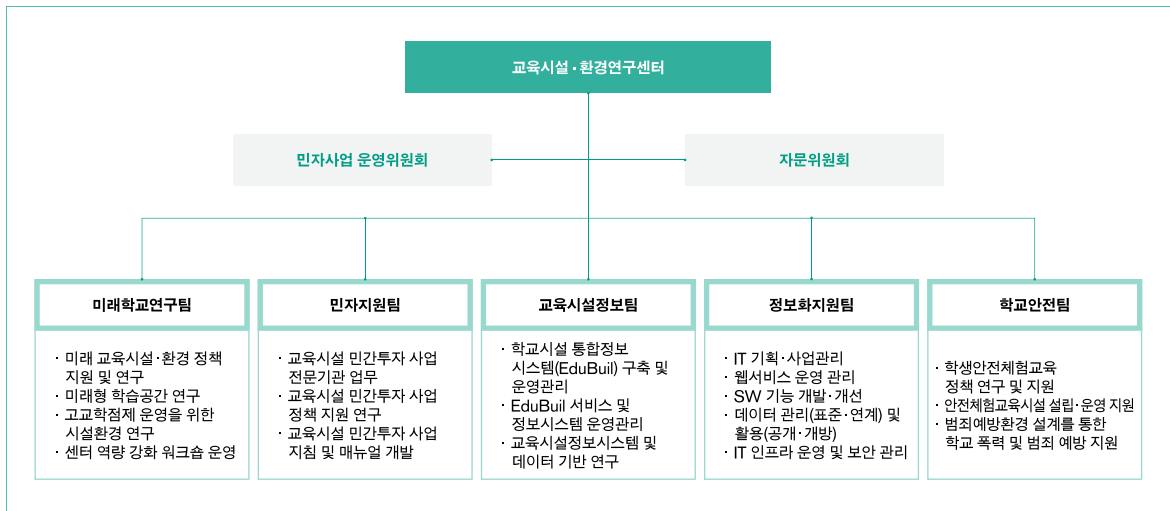 교육시설·환경연구센터
민자사업 운영위원회
자문위원회
미래학교연구팀
· 미래 교육시설·환경 정책
지원 및 연구
· 미래형 학습공간 연구
· 고교학점제 운영을 위한
시설환경 연구
· 센터 역량 강화 워크숍 운영
민자지원팀
· 교육시설 민간투자 사업
전문기관 업무
· 교육시설 민간투자 사업
정책 지원 연구
· 교육시설 민간투자 사업
지침 및 매뉴얼 개발
교육시설정보팀
· 학교시설 통합정보
시스템(EduBuil) 구축 및
운영관리
· EduBuil 서비스 및
정보시스템 운영관리
· 교육시설정보시스템 및
데이터 기반 연구
정보화지원팀
· IT 기획·사업관리
· 웹서비스 운영 관리
· SW 기능 개발·개선
· 데이터 관리(표준·연계) 및
활용(공개·개방)
· IT 인프라 운영 및 보안 관리
학교안전팀
· 학생안전체험교육
정책 연구 및 지원
· 안전체험교육시설 설립·운영 지원
· 범죄예방환경 설계를 통한
학교 폭력 및 범죄 예방 지원